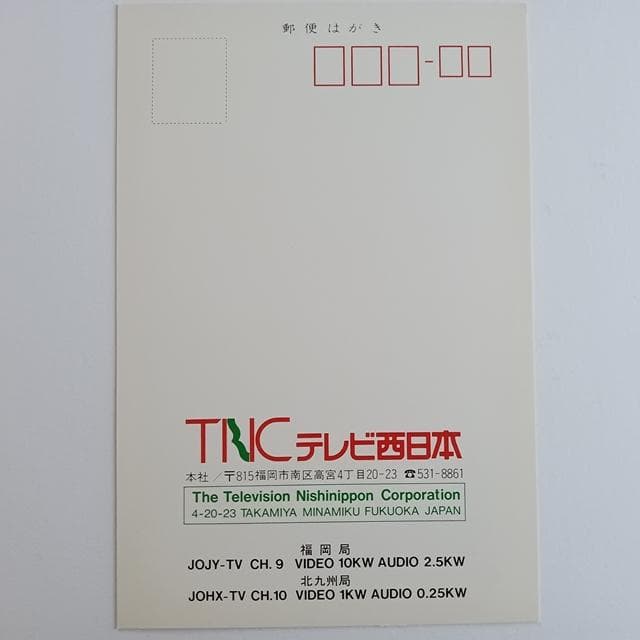 郵便はがき
TNC テレビ西日本
本社／〒815福岡市南区高宮4丁目20-23 ☎531-8861
The Television Nishinippon Corporation
4-20-23 TAKAMIYA MINAMIKU FUKUOKA JAPAN
福岡局
JOJY-TV CH.9 VIDEO 10KW AUDIO 2.5KW
北九州局
JOHX-TV CH.10 VIDEO 1KW AUDIO 0.25KW